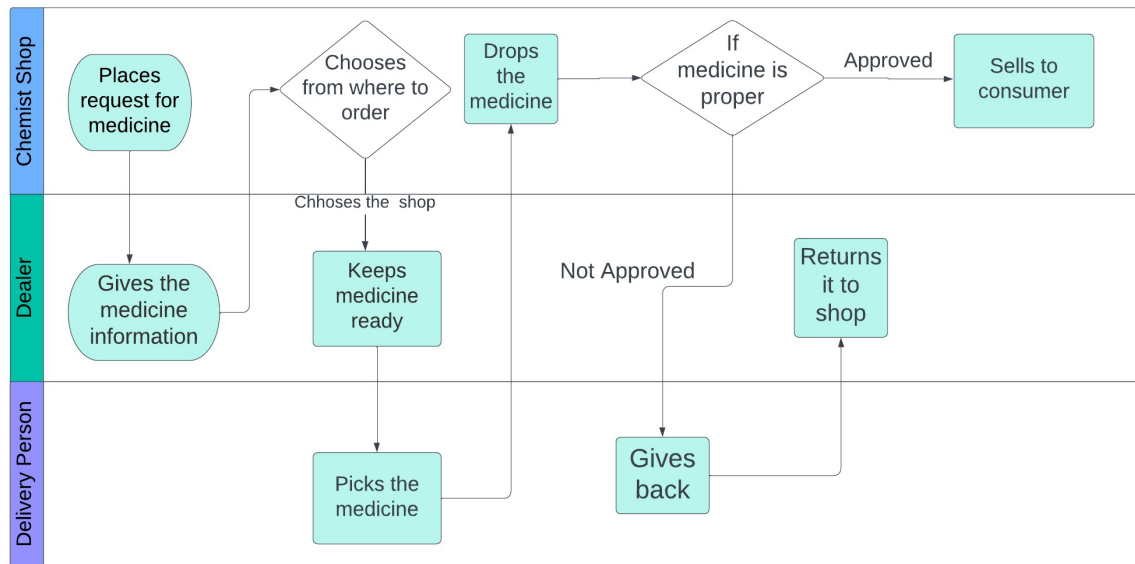 Chemist Shop
Places
request for
medicine
Chooses
from where to
order
Drops
the
medicine
If
medicine is
proper
Approved
Sells to
consumer
Chhoses the shop
Dealer
Gives the
medicine
information
Keeps
medicine
ready
Not Approved
Returns
it to
shop
Delivery Person
Picks the
medicine
Gives
back